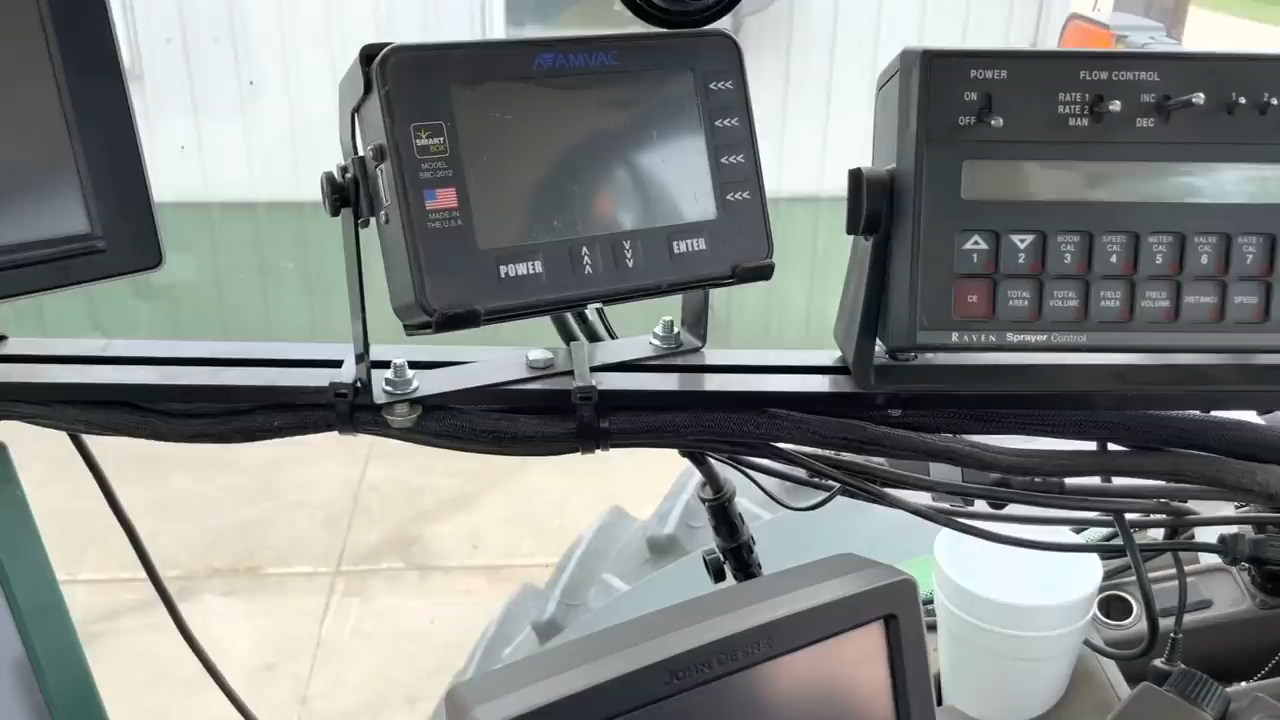 AMVAC
SMART
BOX
MODEL
SBC-2012
MADE IN
THE U.S.A
<<<
<<<
<<<
<<<
POWER
ENTER
POWER
ON
OFF
FLOW CONTROL
RATE 1
RATE 2
MAN
INC
DEC
1
2
1
2
BOOM
CAL
3
SPEED
CAL
4
METER
CAL
5
VALVE
CAL
6
RATE 1
CAL
7
CE
TOTAL
AREA
TOTAL
VOLUME
FIELD
AREA
FIELD
VOLUME
DISTANCE
SPEED
RAVEN Sprayer Control
JOHN DEERE